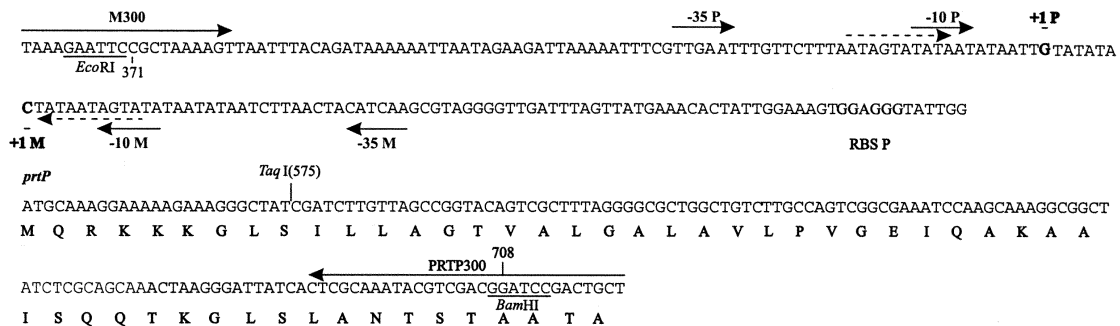 M300 -35 P -10 P +1 P
TAAAGAATTCCGCTAAAAGTTAATTTACAGATAAAAAATTAATAGAAGATTAAAAATTTCGTTGAATTTGTTCTTTAATAGTATATAATATAATTGTATATA
EcoRI 371
CTATAATAGTATATAATATAATCTTAACTACATCAAGCGTAGGGGTTGATTTAGTTATGAAACACTATTGGAAAGTGGAGGGTATTGG
+1 M -10 M -35 M RBS P
prtP TaqI(575)
ATGCAAAGGAAAAAGAAAGGGCTATCGATCTTGTTAGCCGGTACAGTCGCTTTAGGGGCGCTGGCTGTCTTGCCAGTCGGCGAAATCCAAGCAAAGGCGGCT
M Q R K K K G L S I L L A G T V A L G A L A V L P V G E I Q A K A A
PRTP300 708
ATCTCGCAGCAAACTAAGGGATTATCACTCGCAAATACGTCGACGGATCCGACTGCT
BamHI
I S Q Q T K G L S L A N T S T A A T A